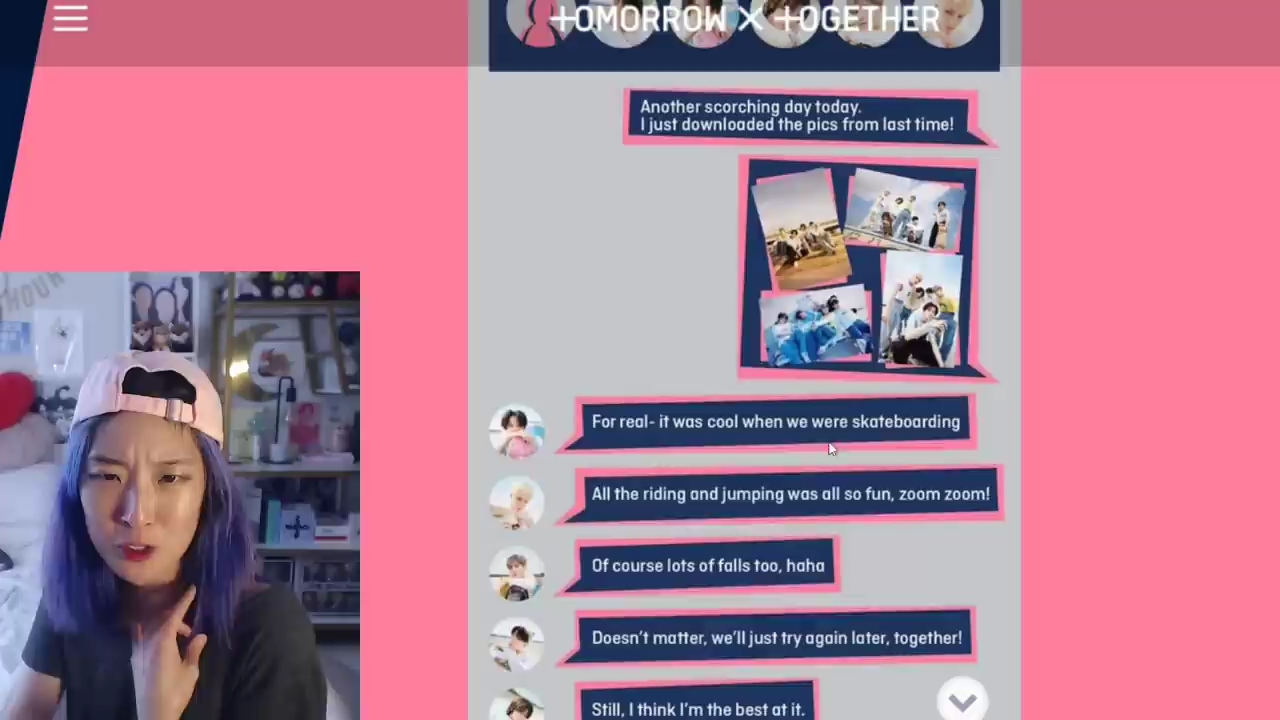 TOMORROW X TOGETHER
Another scorching day today.
I just downloaded the pics from last time!
For real- it was cool when we were skateboarding
All the riding and jumping was all so fun, zoom zoom!
Of course lots of falls too, haha
Doesn't matter, we'll just try again later, together!
Still, I think I'm the best at it.